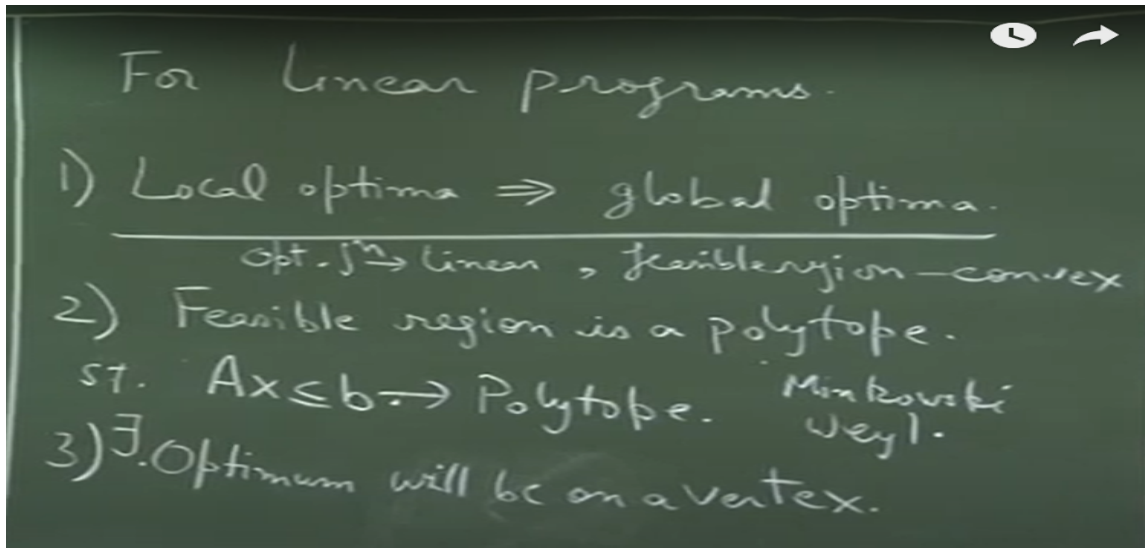 For Linear programs.
1) Local optima ⇒ global optima.
opt. fⁿ → linear, feasible region - convex
2) Feasible region is a polytope.
st. Ax ≤ b. → Polytope. Minkowski
Weyl.
3) ∃. Optimum will be on a vertex.